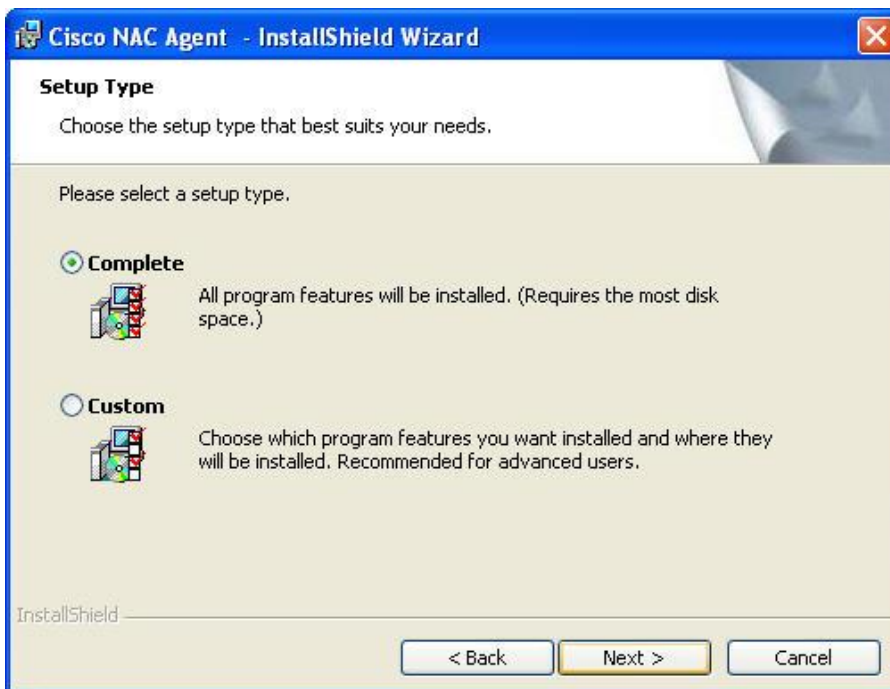 Cisco NAC Agent - InstallShield Wizard
Setup Type
Choose the setup type that best suits your needs.
Please select a setup type.
Complete
All program features will be installed. (Requires the most disk
space.)
Custom
Choose which program features you want installed and where they
will be installed. Recommended for advanced users.
InstallShield
< Back
Next >
Cancel